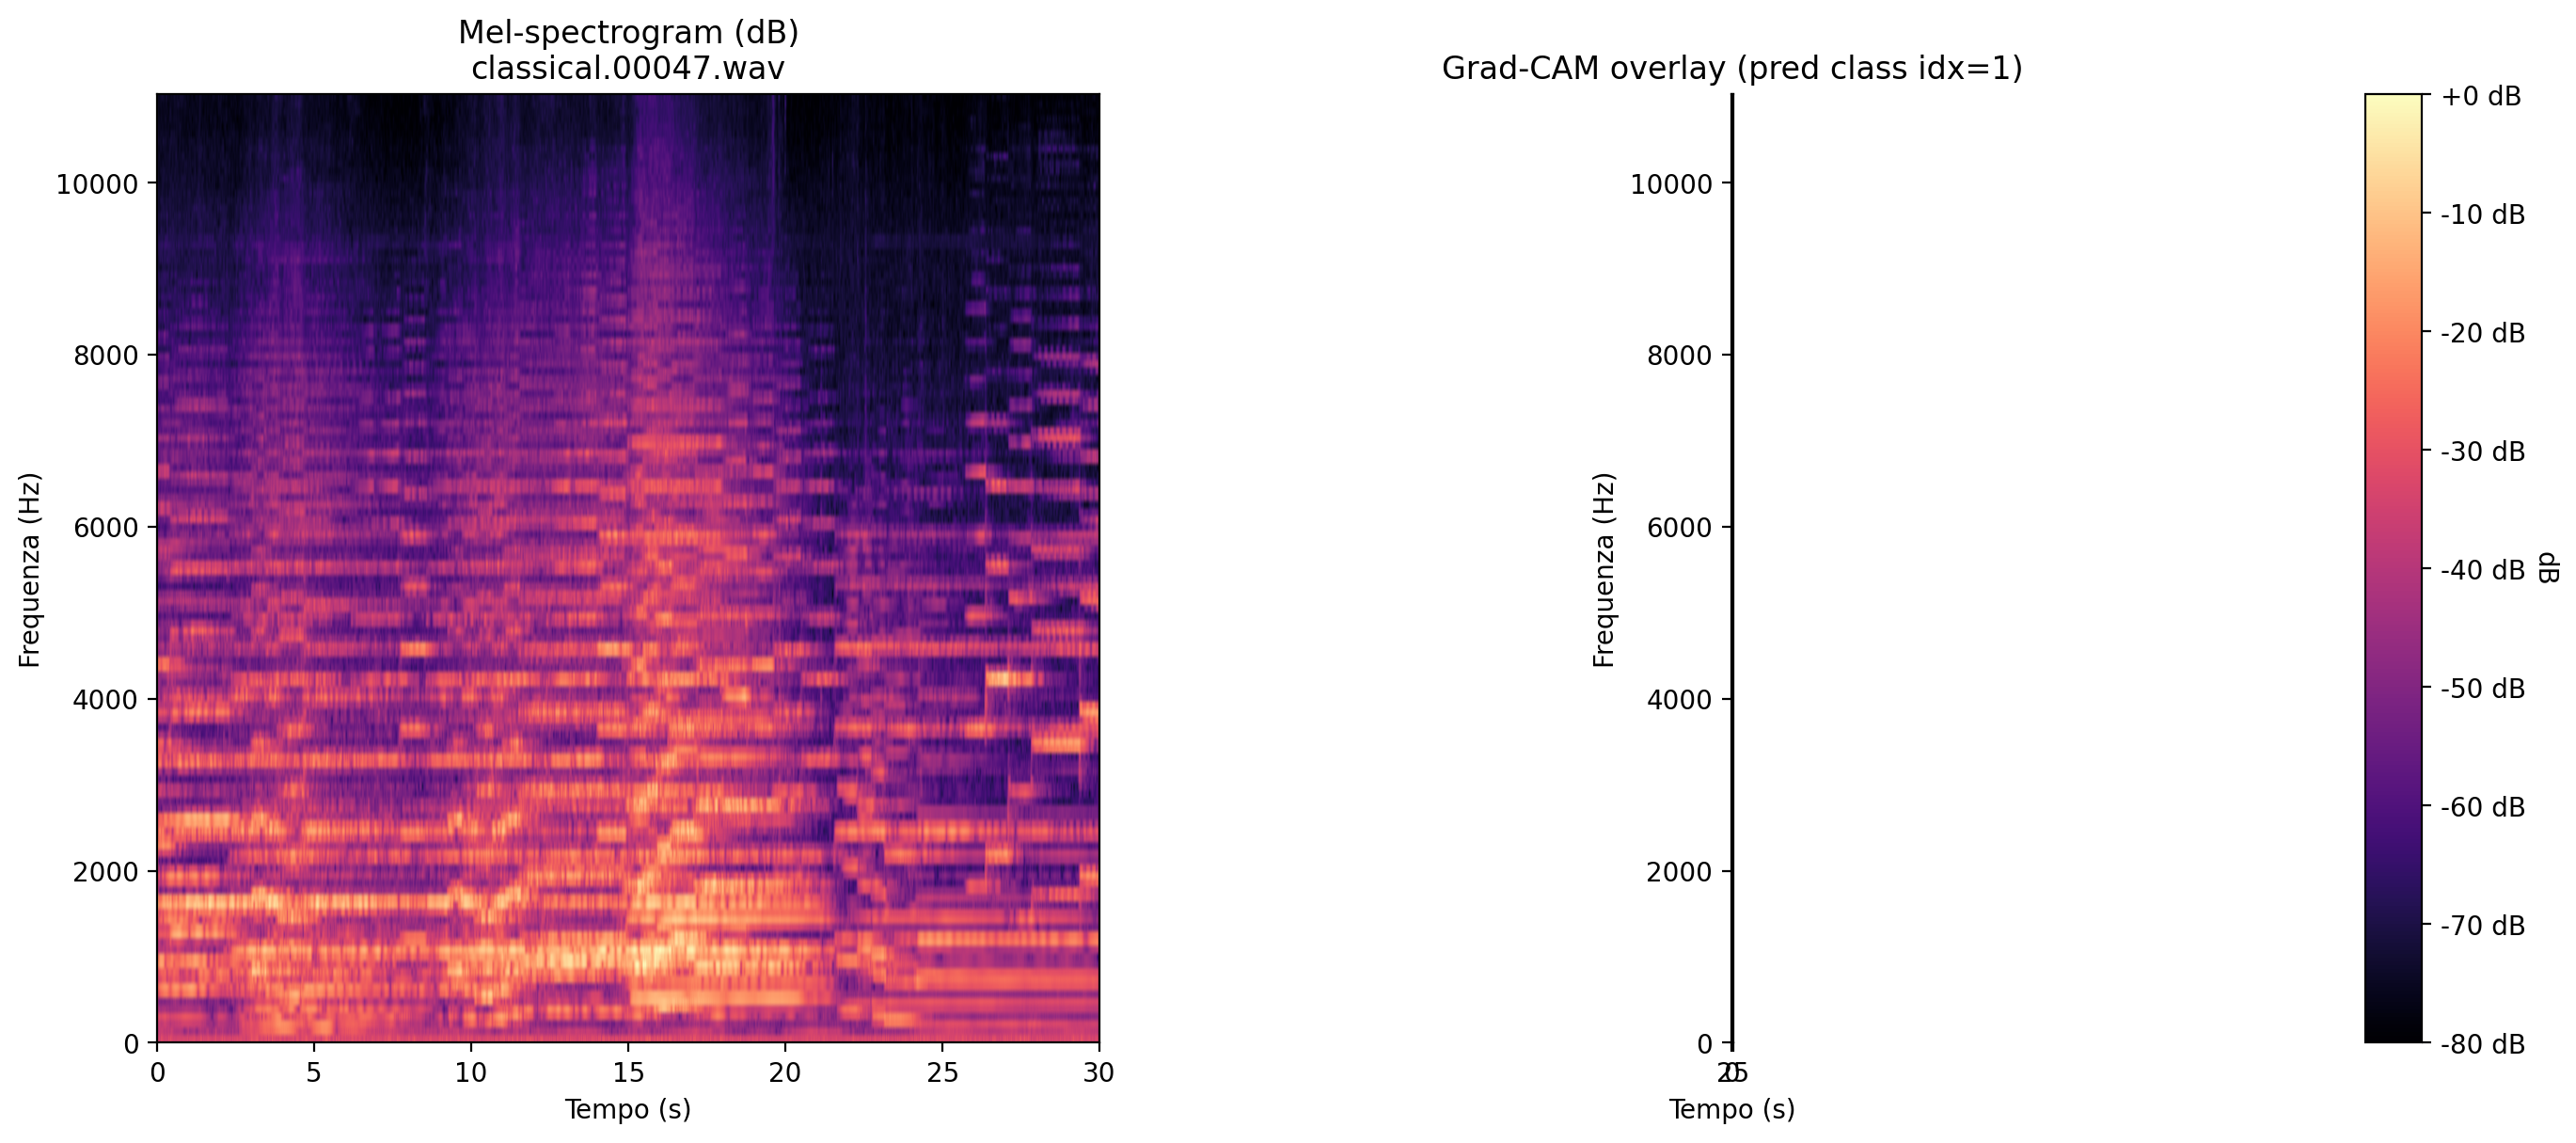 Mel-spectrogram (dB)
classical.00047.wav
Frequenza (Hz)
10000
8000
6000
4000
2000
0
0 5 10 15 20 25 30
Tempo (s)
Grad-CAM overlay (pred class idx=1)
Frequenza (Hz)
10000
8000
6000
4000
2000
0
Tempo (s)
+0 dB
-10 dB
-20 dB
-30 dB
-40 dB
-50 dB
-60 dB
-70 dB
-80 dB
dB